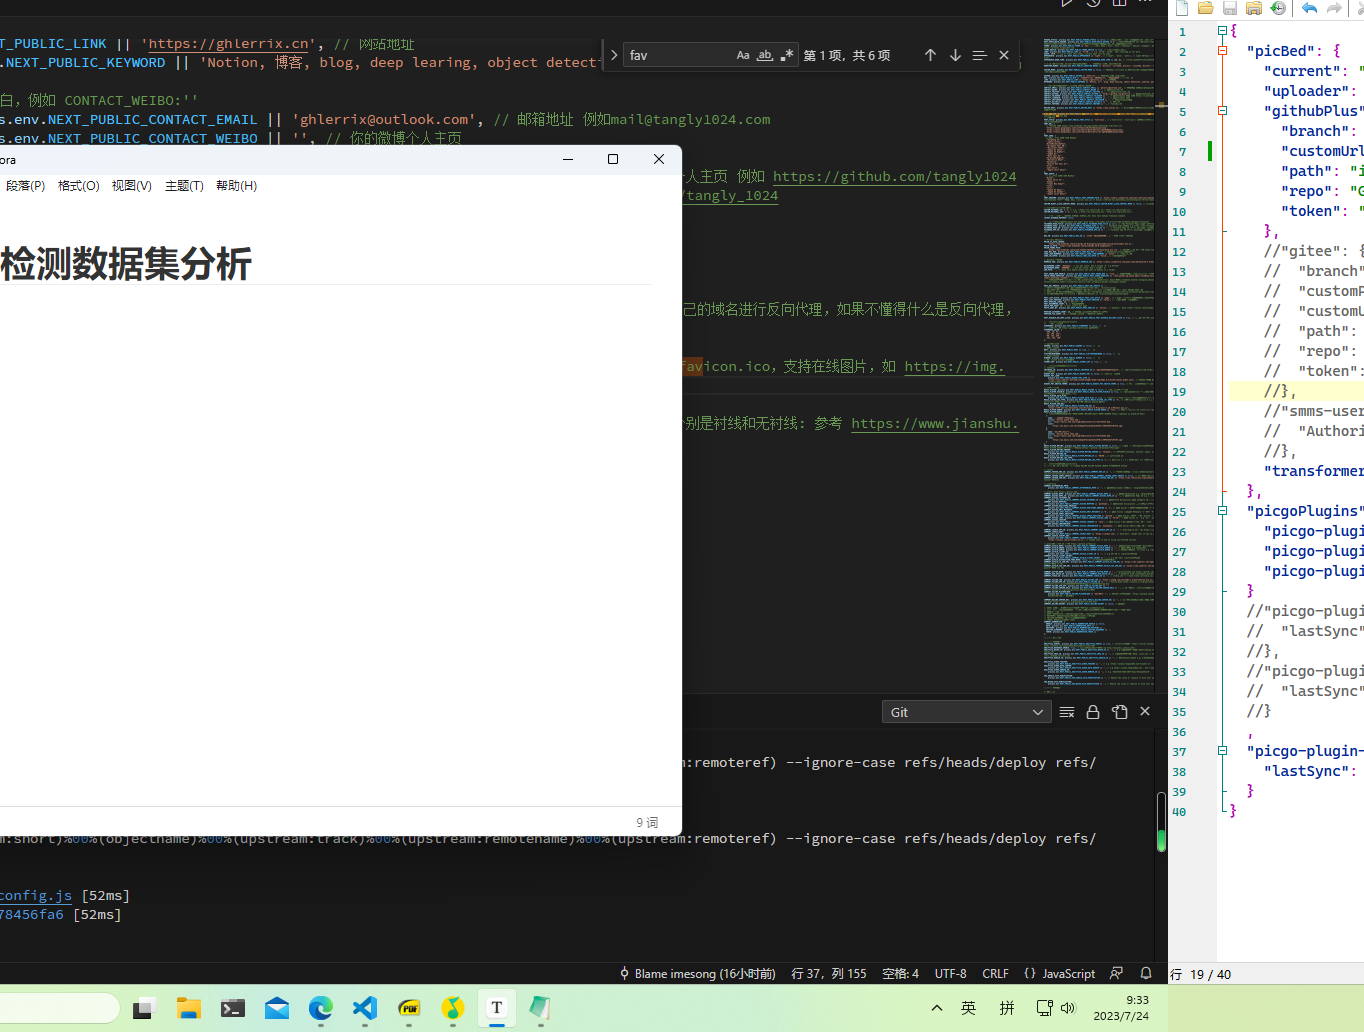 T_PUBLIC_LINK || 'https://ghlerrix.cn', // 网站地址
.NEXT_PUBLIC_KEYWORD || 'Notion, 博客, blog, deep learing, object detecti
fav
Aa
ab
第 1 项，共 6 项
白，例如 CONTACT_WEIBO:''
s.env.NEXT_PUBLIC_CONTACT_EMAIL || 'ghlerrix@outlook.com', // 邮箱地址 例如mail@tangly1024.com
s.env.NEXT_PUBLIC_CONTACT_WEIBO || '', // 你的微博个人主页
人主页 例如 https://github.com/tangly1024
/tangly_1024
己的域名进行反向代理，如果不懂得什么是反向代理，
favicon.ico，支持在线图片，如 https://img.
别是衬线和无衬线: 参考 https://www.jianshu.
ora
段落(P) 格式(O) 视图(V) 主题(T) 帮助(H)
检测数据集分析
9 词
Git
m:remoteref) --ignore-case refs/heads/deploy refs/
m:short)%00%(objectname)%00%(upstream:track)%00%(upstream:remotename)%00%(upstream:remoteref) --ignore-case refs/heads/deploy refs/
config.js [52ms]
78456fa6 [52ms]
Blame imesong (16小时前) 行 37，列 155 空格: 4 UTF-8 CRLF {} JavaScript
1 {
2 "picBed": {
3 "current": "
4 "uploader":
5 "githubPlus"
6 "branch":
7 "customUrl
8 "path": "i
9 "repo": "G
10 "token": "
11 },
12 //"gitee": {
13 // "branch"
14 // "customP
15 // "customU
16 // "path":
17 // "repo":
18 // "token":
19 //},
20 //"smms-user
21 // "Authori
22 //},
23 "transformer
24 },
25 "picgoPlugins"
26 "picgo-plugi
27 "picgo-plugi
28 "picgo-plugi
29 }
30 //"picgo-plugi
31 // "lastSync"
32 //},
33 //"picgo-plugi
34 // "lastSync"
35 //}
36 ,
37 "picgo-plugin-
38 "lastSync":
39 }
40 }
行 19 / 40
PDF
T
英 拼
9:33
2023/7/24